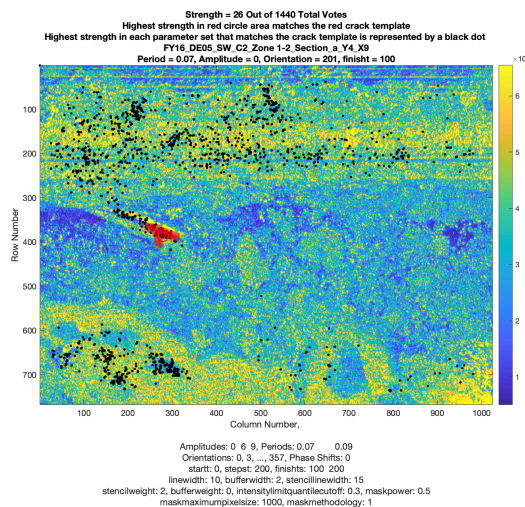 Strength = 26 Out of 1440 Total Votes
Highest strength in red circle area matches the red crack template
Highest strength in each parameter set that matches the crack template is represented by a black dot
FY16_DE05_SW_C2_Zone 1-2_Section_a_Y4_X9
Period = 0.07, Amplitude = 0, Orientation = 201, finisht = 100
×10
100
200
300
400
500
600
700
Row Number
100 200 300 400 500 600 700 800 900 1000
Column Number,
6
5
4
3
2
1
Amplitudes: 0 6 9, Periods: 0.07 0.09
Orientations: 0, 3, ..., 357, Phase Shifts: 0
startt: 0, stepst: 200, finishts: 100 200
linewidth: 10, bufferwidth: 2, stencillinewidth: 15
stencilweight: 2, bufferweight: 0, intensitylimitquantilecutoff: 0.3, maskpower: 0.5
maskmaximumpixelsize: 1000, maskmethodology: 1